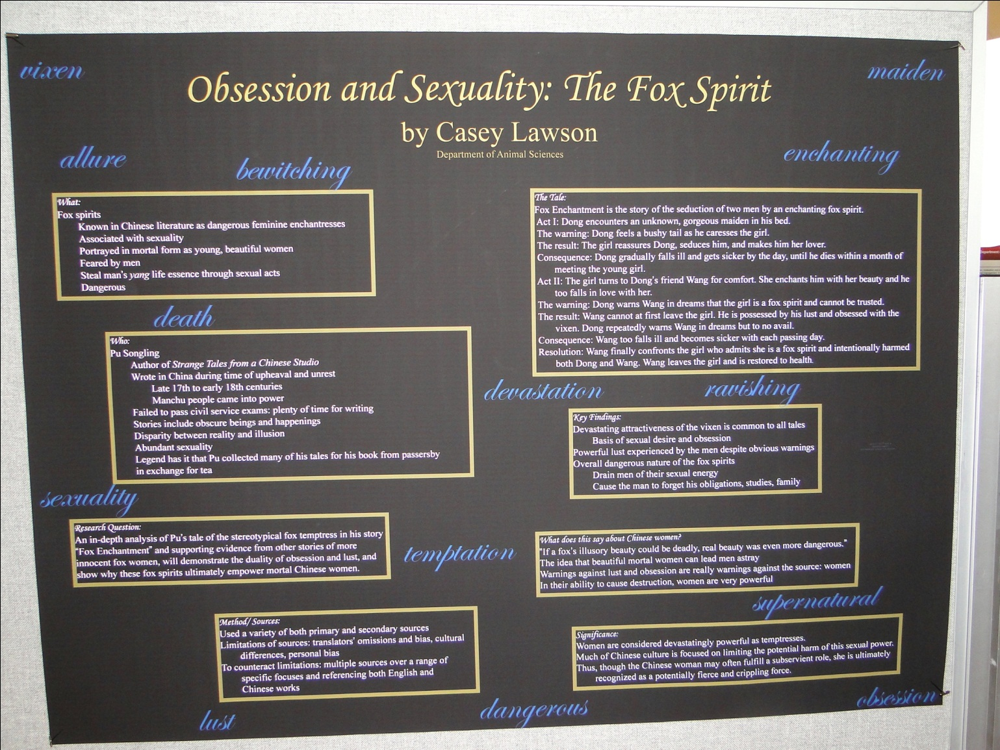 vixen
maiden
Obsession and Sexuality: The Fox Spirit
by Casey Lawson
Department of Animal Sciences
allure
bewitching
enchanting
What:
Fox spirits
Known in Chinese literature as dangerous feminine enchantresses
Associated with sexuality
Portrayed in mortal form as young, beautiful women
Feared by men
Steal man's yang life essence through sexual acts
Dangerous
death
Who:
Pu Songling
Author of Strange Tales from a Chinese Studio
Wrote in China during time of upheaval and unrest
Late 17th to early 18th centuries
Manchu people came into power
Failed to pass civil service exams: plenty of time for writing
Stories include obscure beings and happenings
Disparity between reality and illusion
Abundant sexuality
Legend has it that Pu collected many of his tales for his book from passersby
in exchange for tea
sexuality
Research Question:
An in-depth analysis of Pu's tale of the stereotypical fox temptress in his story
"Fox Enchantment" and supporting evidence from other stories of more
innocent fox women, will demonstrate the duality of obsession and lust, and
show why these fox spirits ultimately empower mortal Chinese women.
temptation
Method/ Sources:
Used a variety of both primary and secondary sources
Limitations of sources: translators' omissions and bias, cultural
differences, personal bias
To counteract limitations: multiple sources over a range of
specific focuses and referencing both English and
Chinese works
lust
The Tale:
Fox Enchantment is the story of the seduction of two men by an enchanting fox spirit.
Act I: Dong encounters an unknown, gorgeous maiden in his bed.
The warning: Dong feels a bushy tail as he caresses the girl.
The result: The girl reassures Dong, seduces him, and makes him her lover.
Consequence: Dong gradually falls ill and gets sicker by the day, until he dies within a month of
meeting the young girl.
Act II: The girl turns to Dong's friend Wang for comfort. She enchants him with her beauty and he
too falls in love with her.
The warning: Dong warns Wang in dreams that the girl is a fox spirit and cannot be trusted.
The result: Wang cannot at first leave the girl. He is possessed by his lust and obsessed with the
vixen. Dong repeatedly warns Wang in dreams but to no avail.
Consequence: Wang too falls ill and becomes sicker with each passing day.
Resolution: Wang finally confronts the girl who admits she is a fox spirit and intentionally harmed
both Dong and Wang. Wang leaves the girl and is restored to health.
devastation
ravishing
Key Findings:
Devastating attractiveness of the vixen is common to all tales
Basis of sexual desire and obsession
Powerful lust experienced by the men despite obvious warnings
Overall dangerous nature of the fox spirits
Drain men of their sexual energy
Cause the man to forget his obligations, studies, family
What does this say about Chinese women?
"If a fox's illusory beauty could be deadly, real beauty was even more dangerous."
The idea that beautiful mortal women can lead men astray
Warnings against lust and obsession are really warnings against the source: women
In their ability to cause destruction, women are very powerful
supernatural
Significance:
Women are considered devastatingly powerful as temptresses.
Much of Chinese culture is focused on limiting the potential harm of this sexual power.
Thus, though the Chinese woman may often fulfill a subservient role, she is ultimately
recognized as a potentially fierce and crippling force.
dangerous
obsession